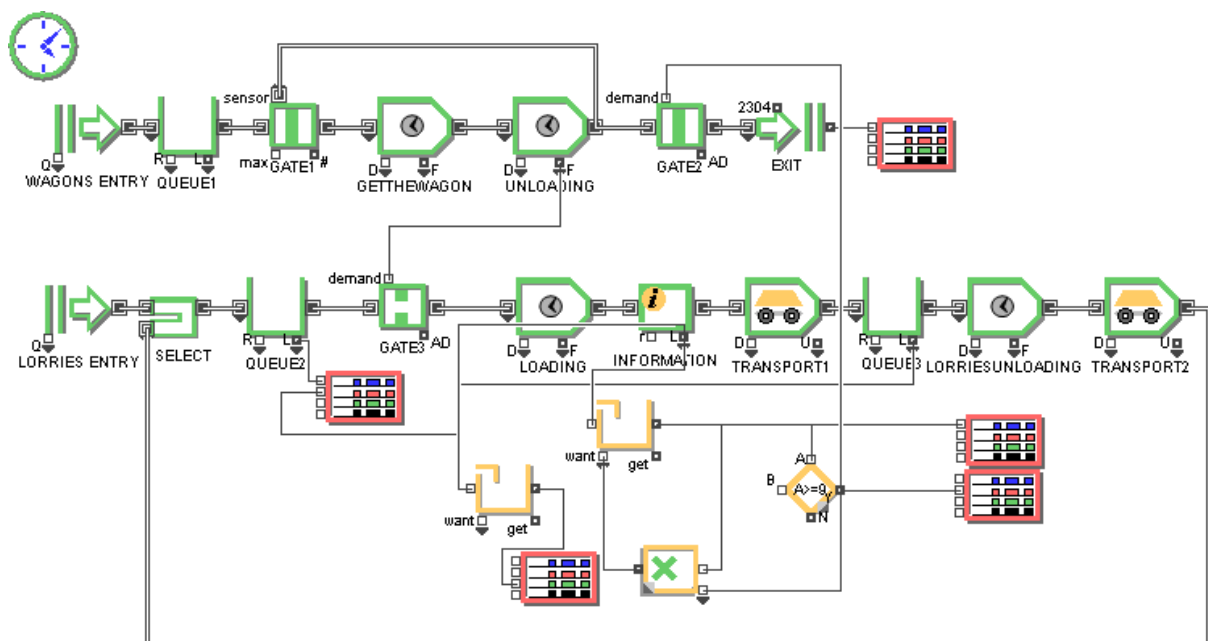 sensor
demand
2304
Q
R
L
max
#
D
F
D
F
AD
WAGONS ENTRY
QUEUE1
GATE1
GETTHEWAGON
UNLOADING
GATE2
EXIT
demand
Q
R
L
AD
D
F
r
L
D
U
R
L
D
F
D
U
LORRIES ENTRY
SELECT
QUEUE2
GATE3
LOADING
INFORMATION
TRANSPORT1
QUEUE3
LORRIESUNLOADING
TRANSPORT2
i
want
get
A
B
A>=9
Y
N
want
get